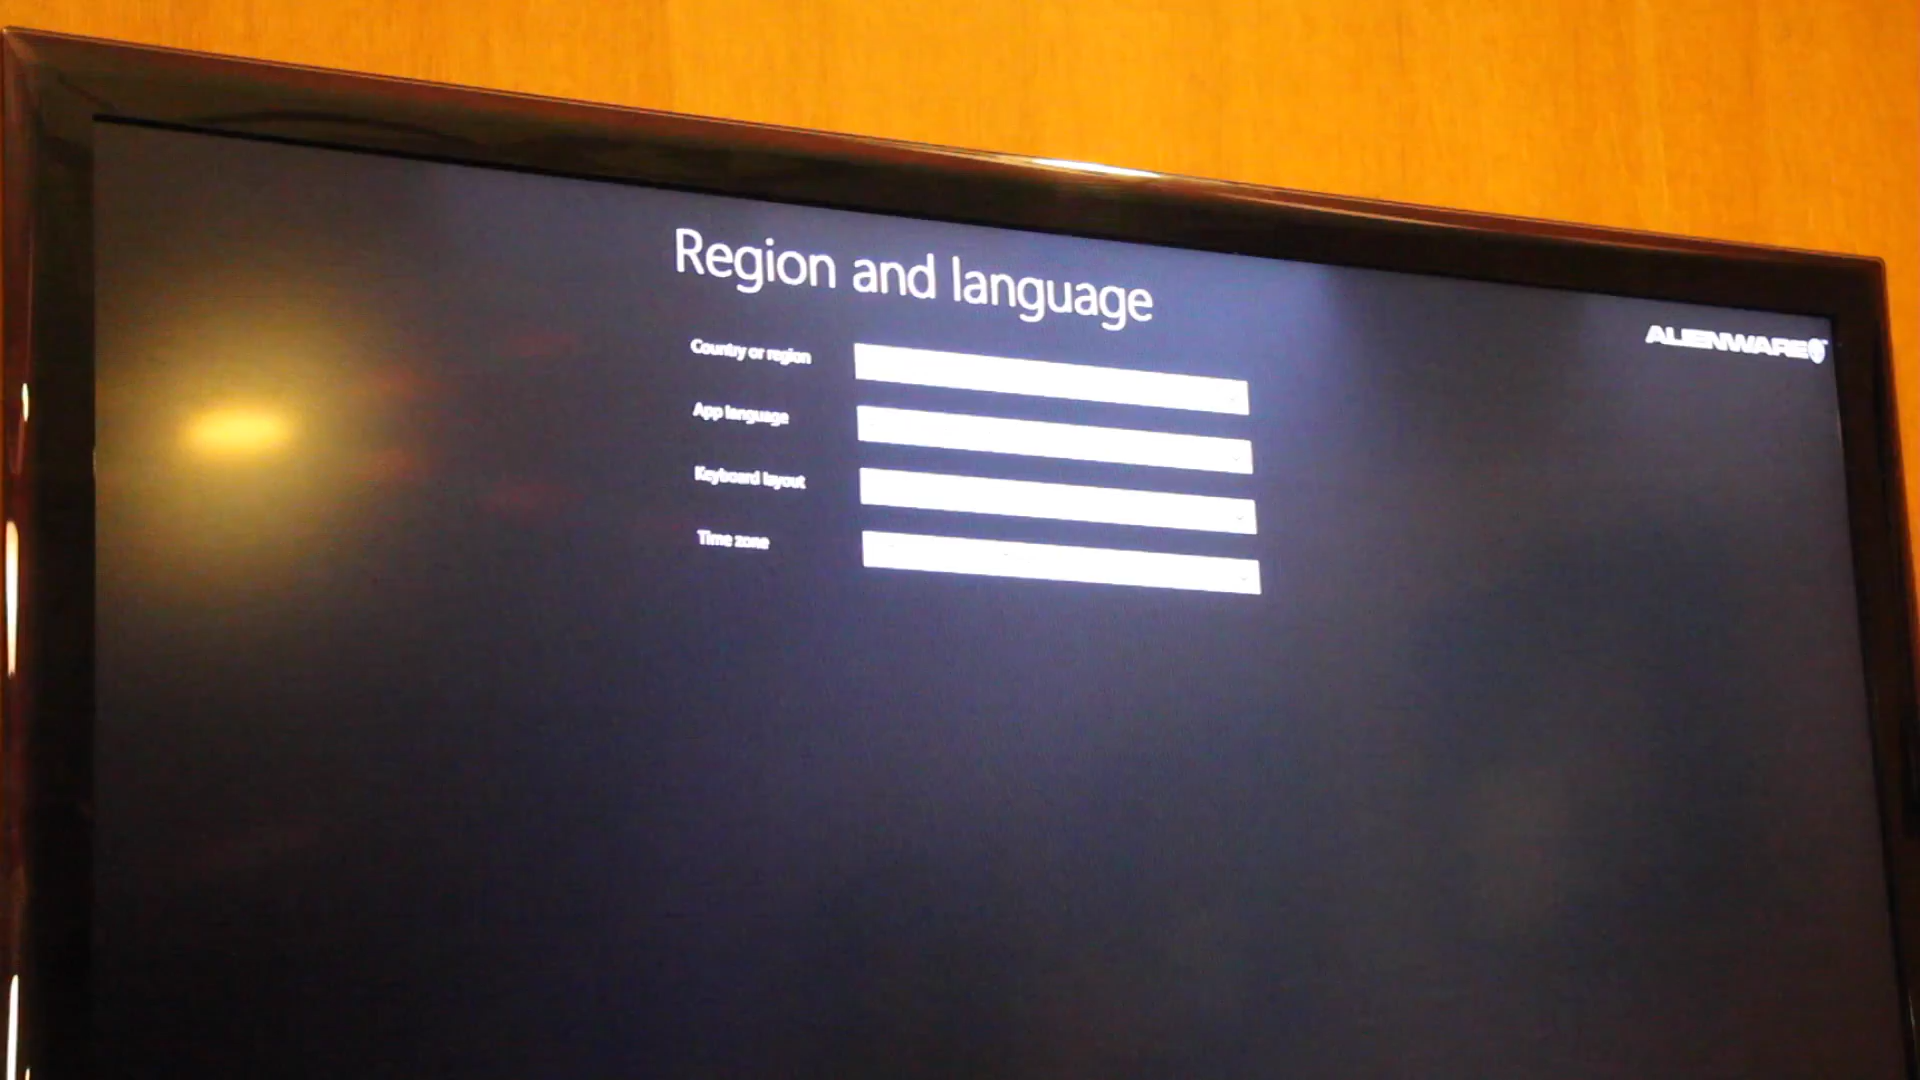 Region and language
ALIENWARE
Country or region
App language
Keyboard layout
Time zone